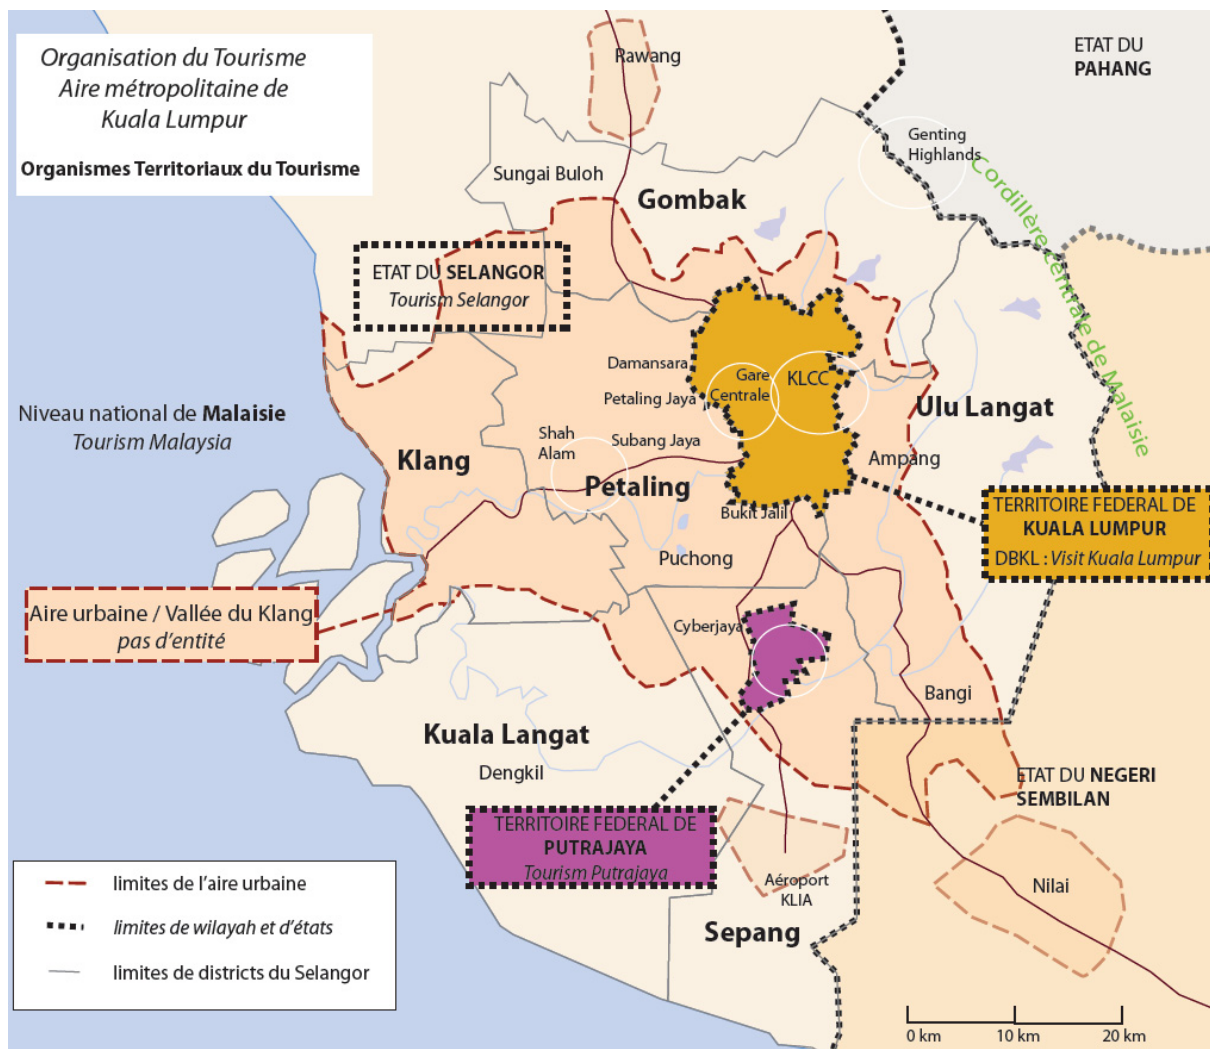 Organisation du Tourisme
Aire métropolitaine de
Kuala Lumpur
Organismes Territoriaux du Tourisme
Rawang
ETAT DU
PAHANG
Genting
Highlands
Cordillère centrale de Malaisie
Sungai Buloh
Gombak
ETAT DU SELANGOR
Tourism Selangor
Damansara
Gare
Centrale
KLCC
Petaling Jaya
Ulu Langat
Niveau national de Malaisie
Tourism Malaysia
Shah
Alam
Subang Jaya
Klang
Petaling
Ampang
Bukit Jalil
TERRITOIRE FEDERAL DE
KUALA LUMPUR
DBKL : Visit Kuala Lumpur
Puchong
Aire urbaine / Vallée du Klang
pas d'entité
Cyberjaya
Bangi
Kuala Langat
Dengkil
ETAT DU NEGERI
SEMBILAN
TERRITOIRE FEDERAL DE
PUTRAJAYA
Tourism Putrajaya
Aéroport
KLIA
Nilai
Sepang
limites de l'aire urbaine
limites de wilayah et d'états
limites de districts du Selangor
0 km 10 km 20 km